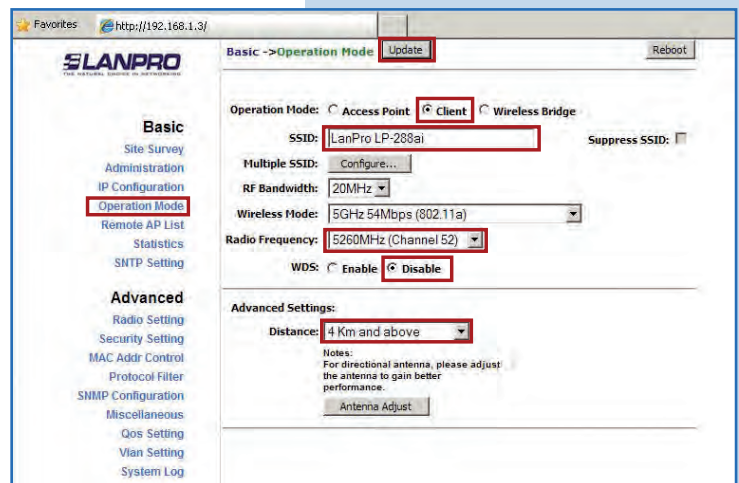 Favorites http://192.168.1.3/
LANPRO
THE NATURAL CHOICE IN NETWORKING
Basic ->Operation Mode Update Reboot
Basic
Site Survey
Administration
IP Configuration
Operation Mode
Remote AP List
Statistics
SNTP Setting
Advanced
Radio Setting
Security Setting
MAC Addr Control
Protocol Filter
SNMP Configuration
Miscellaneous
Qos Setting
Vlan Setting
System Log
Operation Mode: Access Point Client Wireless Bridge
SSID: LanPro LP-288ai Suppress SSID:
Multiple SSID: Configure...
RF Bandwidth: 20MHz
Wireless Mode: 5GHz 54Mbps (802.11a)
Radio Frequency: 5260MHz (Channel 52)
WDS: Enable Disable
Advanced Settings:
Distance: 4 Km and above
Notes:
For directional antenna, please adjust
the antenna to gain better
performance.
Antenna Adjust